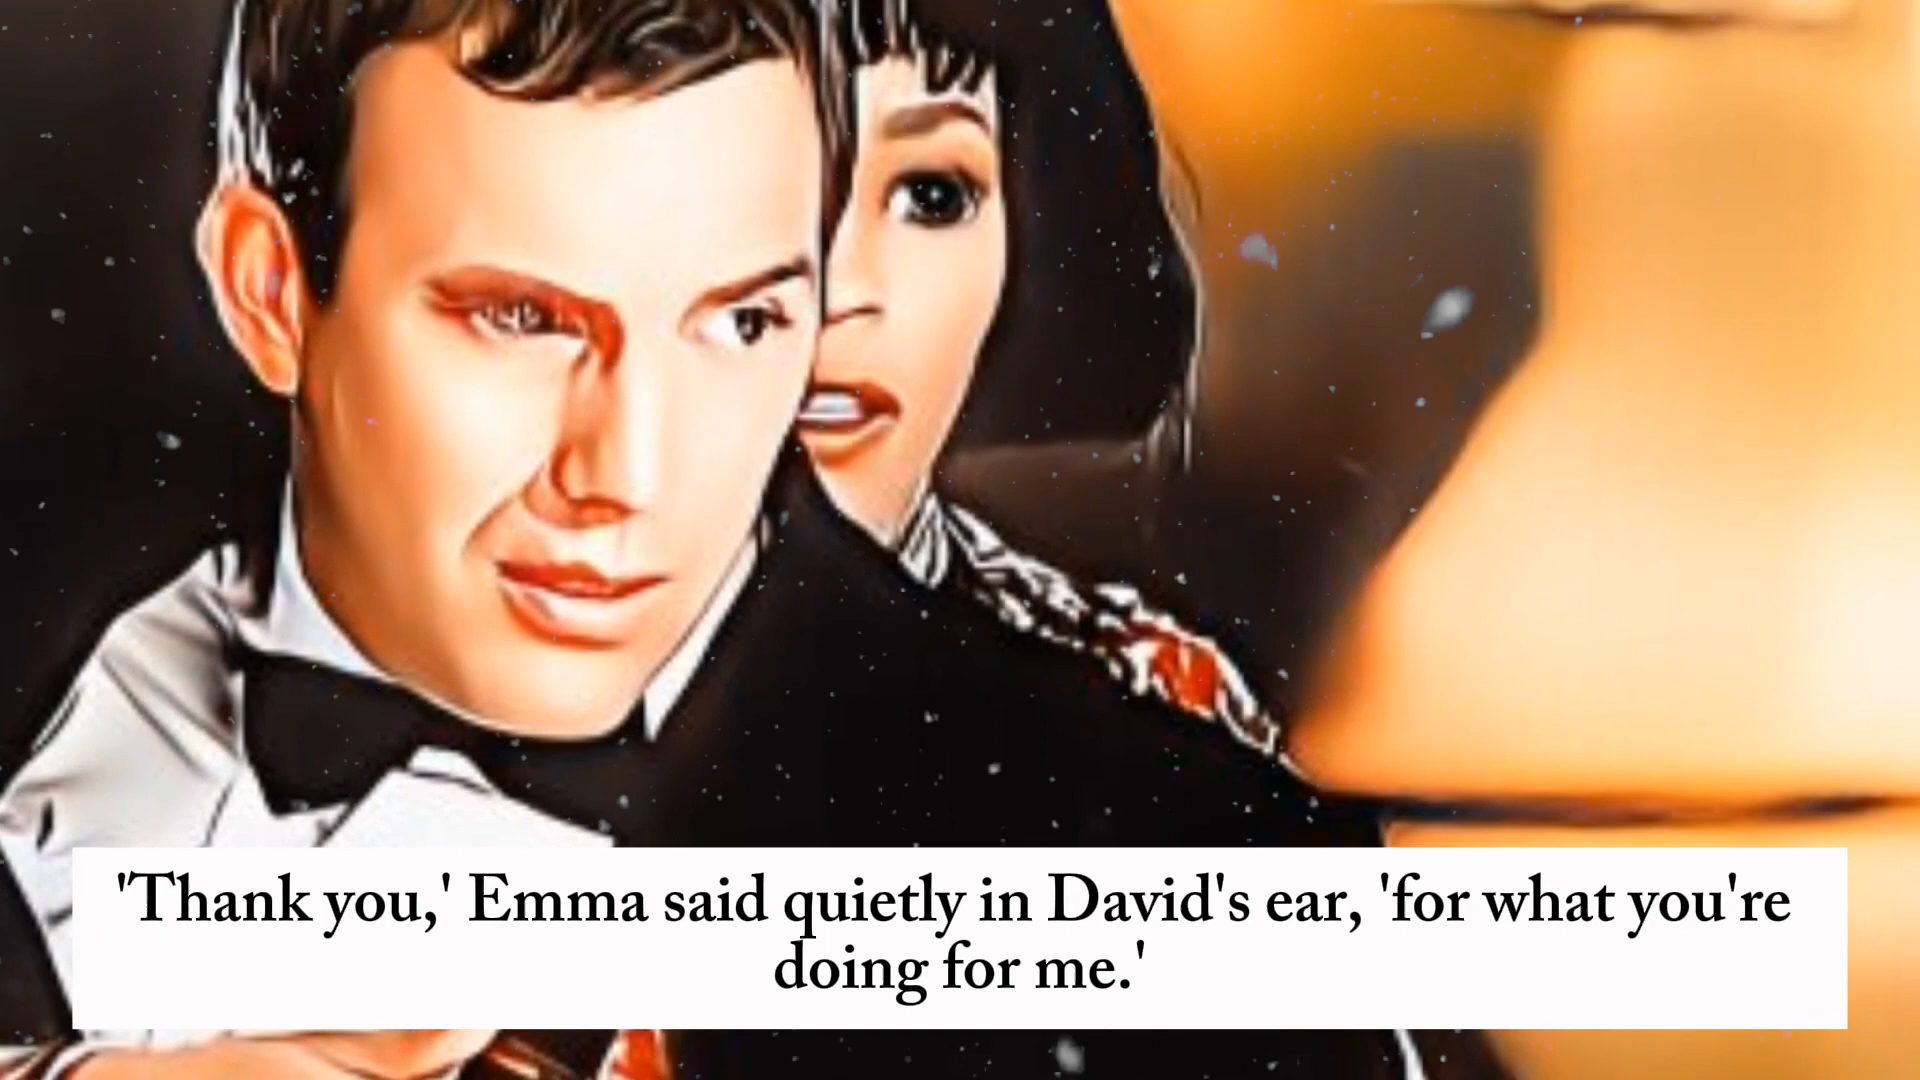 'Thank you,' Emma said quietly in David's ear, 'for what you're
doing for me.'